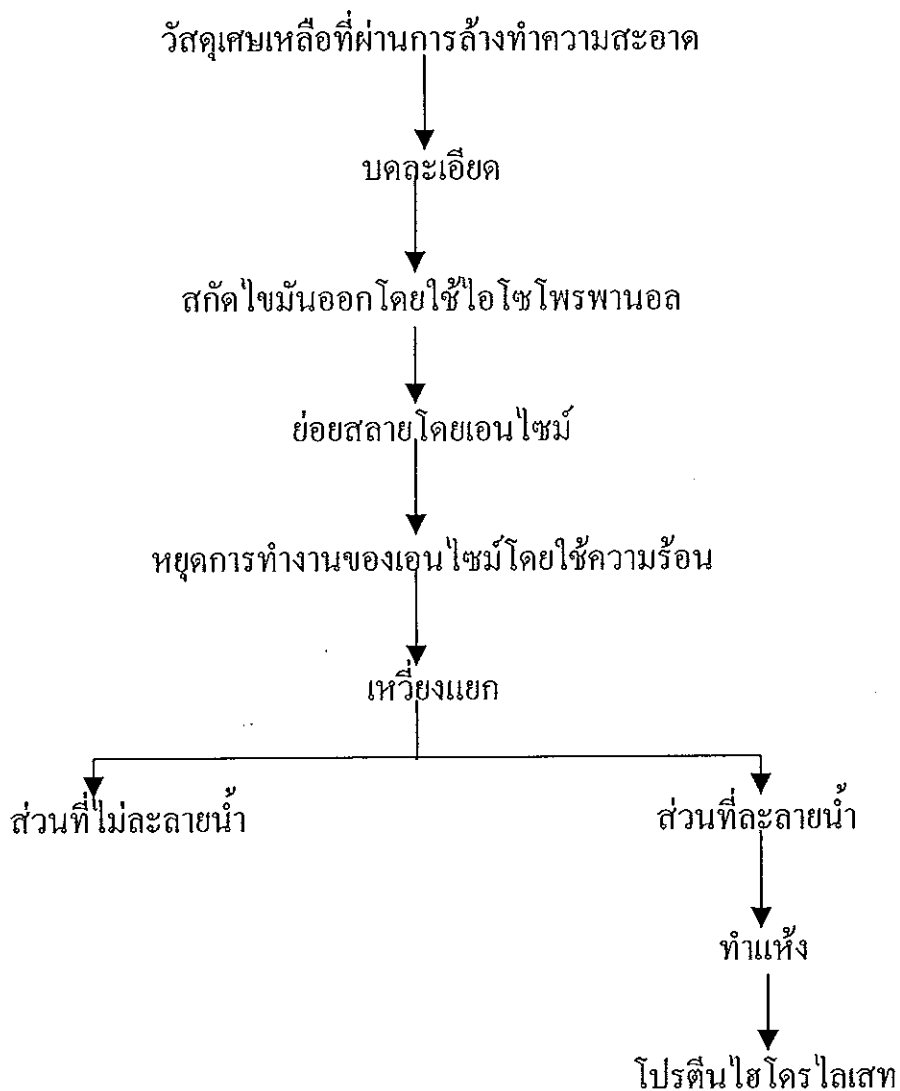 วัสดุเศษเหลือที่ผ่านการล้างทำความสะอาด
บดละเอียด
สกัดไขมันออกโดยใช้ไอโซโพรพานอล
ย่อยสลายโดยเอนไซม์
หยุดการทำงานของเอนไซม์โดยใช้ความร้อน
เหวี่ยงแยก
ส่วนที่ไม่ละลายน้ำ
ส่วนที่ละลายน้ำ
ทำแห้ง
โปรตีนไฮโดรไลเสท